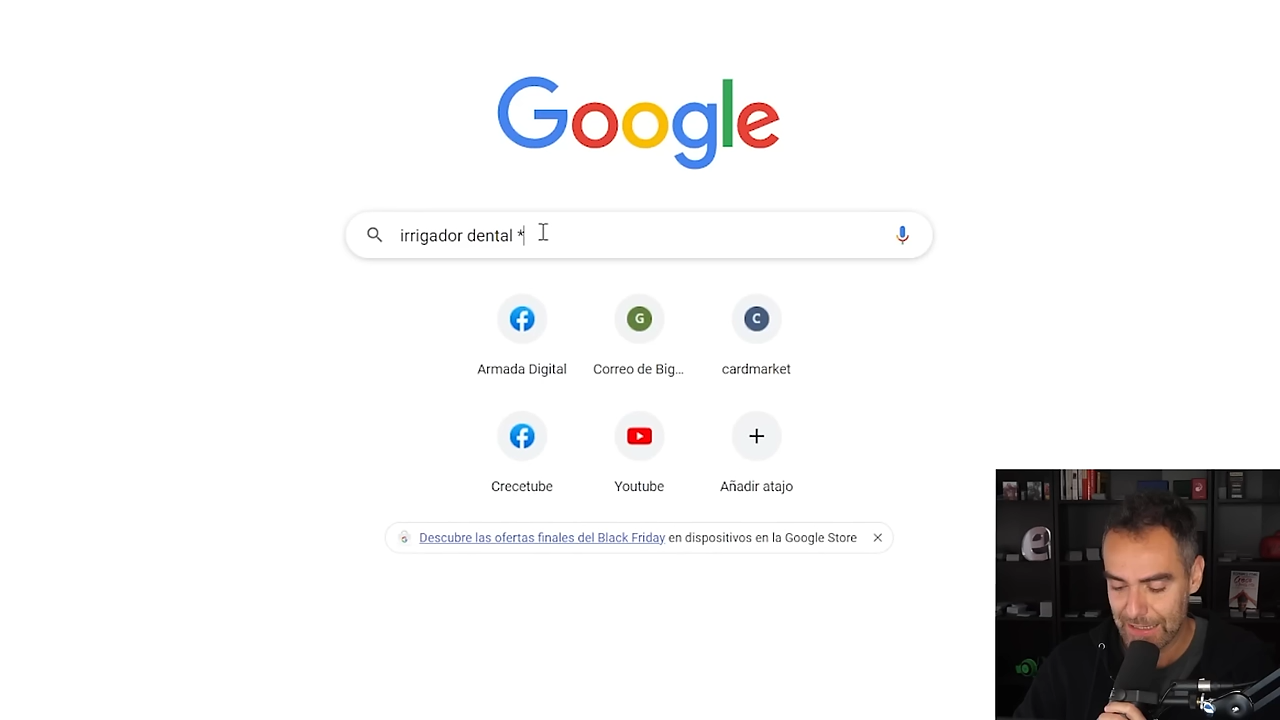 Google
irrigador dental *
G
C
Armada Digital
Correo de Big...
cardmarket
Crecetube
Youtube
Añadir atajo
Descubre las ofertas finales del Black Friday en dispositivos en la Google Store